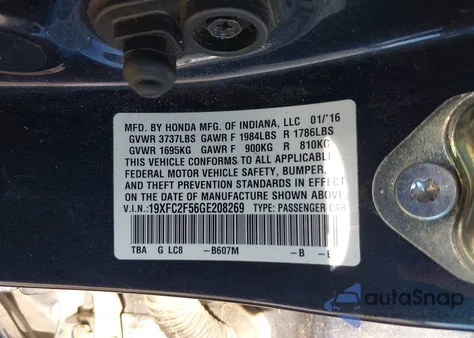 MFD. BY HONDA MFG. OF INDIANA, LLC 01/'16
GVWR 3737LBS GAWR F 1984LBS R 1786LBS
GVWR 1695KG GAWR F 900KG R 810KG
THIS VEHICLE CONFORMS TO ALL APPLICABLE
FEDERAL MOTOR VEHICLE SAFETY, BUMPER,
AND THEFT PREVENTION STANDARDS IN EFFECT
ON THE DATE OF MANUFACTURE SHOWN ABOVE.
V.I.N.:19XFC2F56GE208269 TYPE: PASSENGER CAR
TBA G LC8 -B607M -B -E
autoSnap